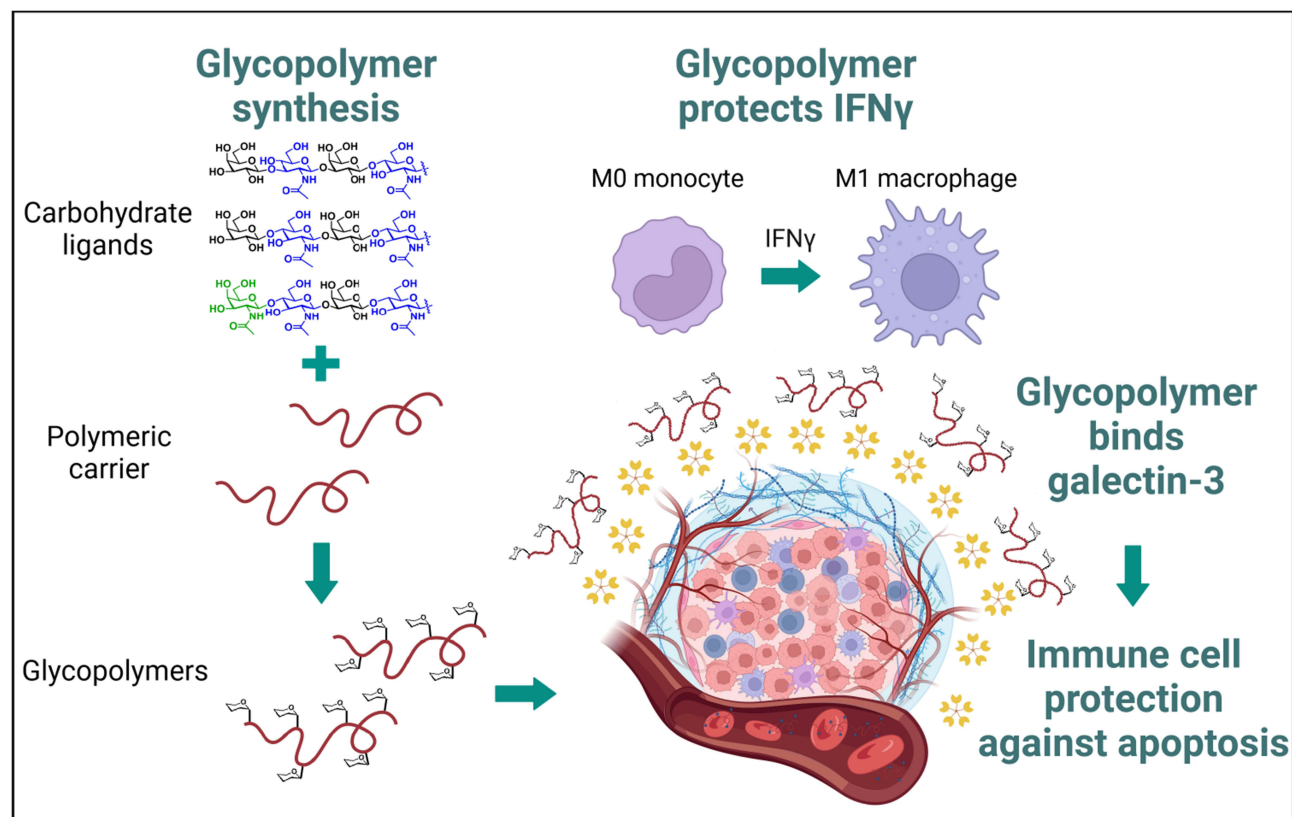 Glycopolymer
synthesis
Carbohydrate
ligands
Polymeric
carrier
Glycopolymers
Glycopolymer
protects IFNγ
M0 monocyte
M1 macrophage
IFNγ
Glycopolymer
binds
galectin-3
Immune cell
protection
against apoptosis